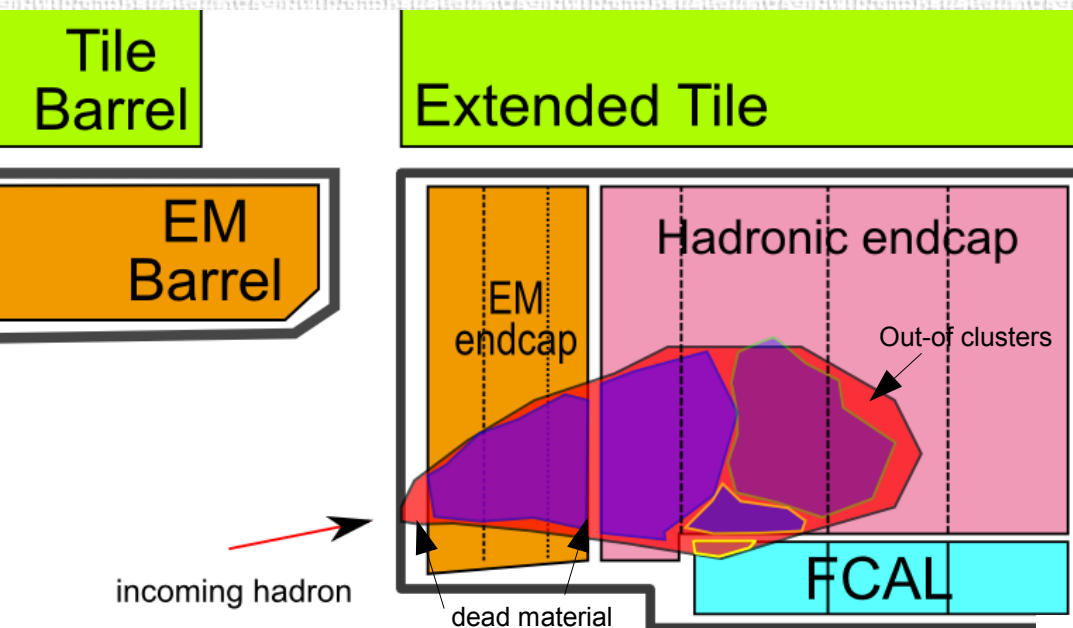 Tile
Barrel
Extended Tile
EM
Barrel
Hadronic endcap
EM
endcap
Out-of clusters
incoming hadron
dead material
FCAL